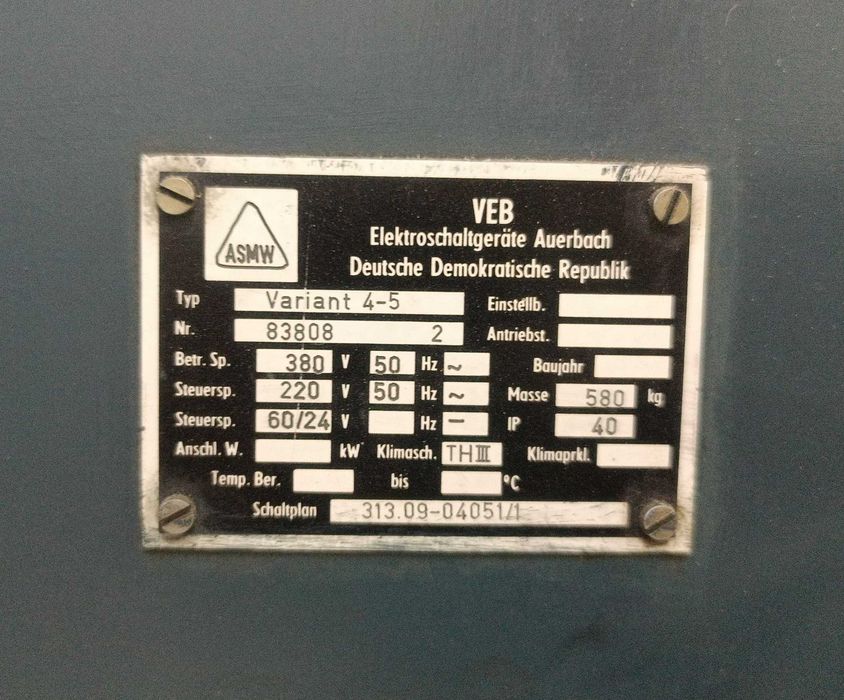 ASMW
VEB
Elektroschaltgeräte Auerbach
Deutsche Demokratische Republik
Typ Variant 4-5 Einstellb.
Nr. 83808 2 Antriebst.
Betr. Sp. 380 V 50 Hz ~ Baujahr
Steuersp. 220 V 50 Hz ~ Masse 580 kg
Steuersp. 60/24 V Hz – IP 40
Anschl. W. kW Klimasch. TH III Klimaprkl.
Temp. Ber. bis °C
Schaltplan 313.09-04051/1